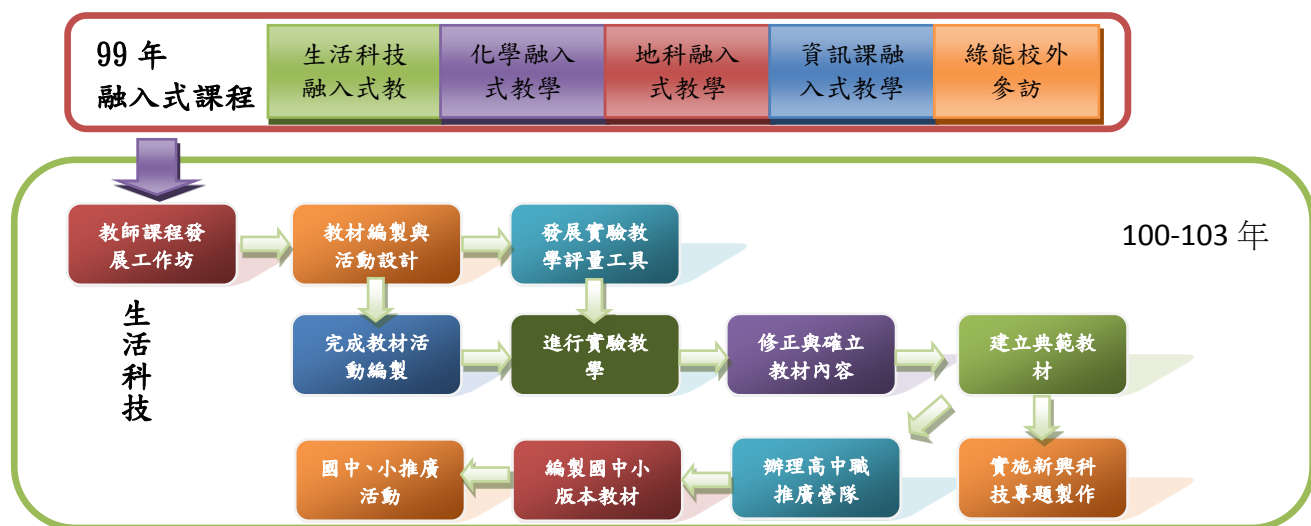 99 年
融入式課程
生活科技
融入式教
化學融入
式教學
地科融入
式教學
資訊課融
入式教學
綠能校外
參訪
100-103 年
教師課程發
展工作坊
教材編製與
活動設計
發展實驗教
學評量工具
生活科技
完成教材活
動編製
進行實驗教
學
修正與確立
教材內容
建立典範教
材
國中、小推廣
活動
編製國中小
版本教材
辦理高中職
推廣營隊
實施新興科
技專題製作